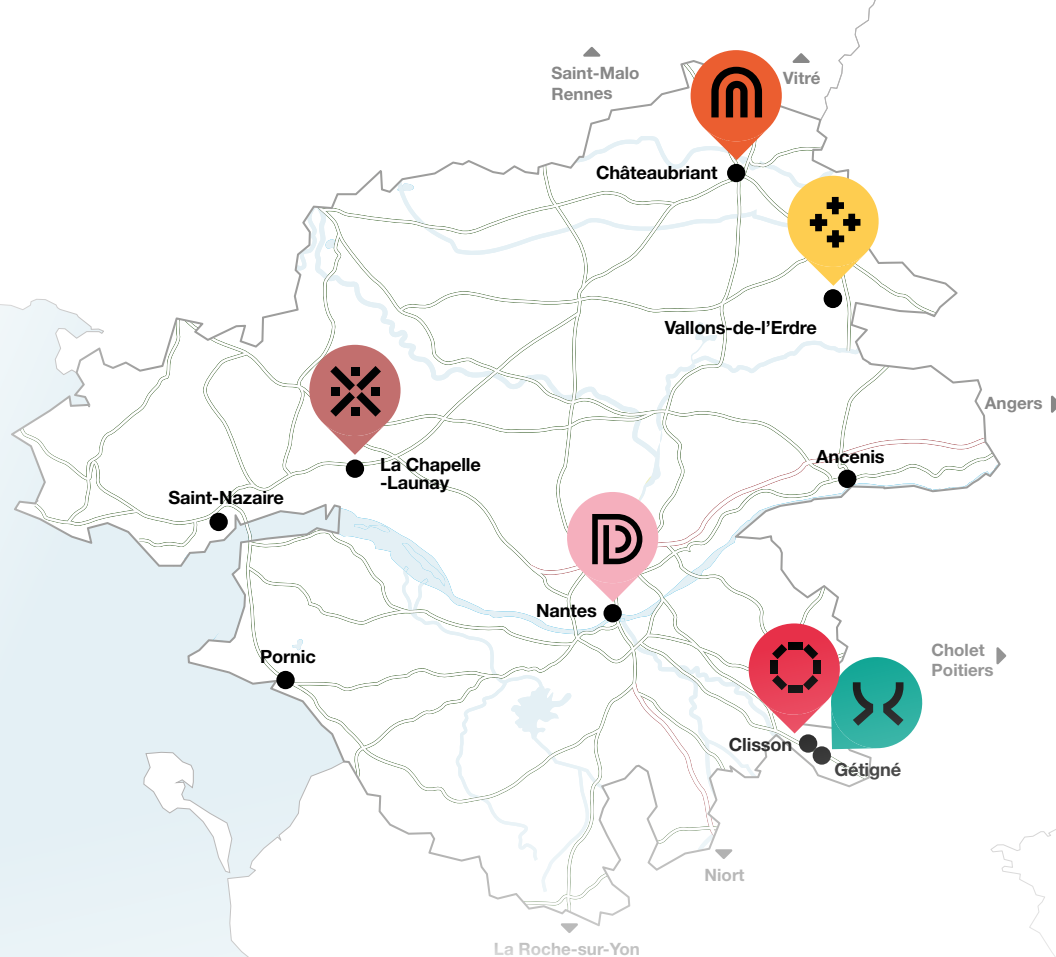 Saint-Malo
Rennes
Vitré
Châteaubriant
Vallons-de-l'Erdre
Angers
Ancenis
La Chapelle
-Launay
Saint-Nazaire
Nantes
Pornic
Cholet
Poitiers
Clisson
Gétigné
Niort
La Roche-sur-Yon